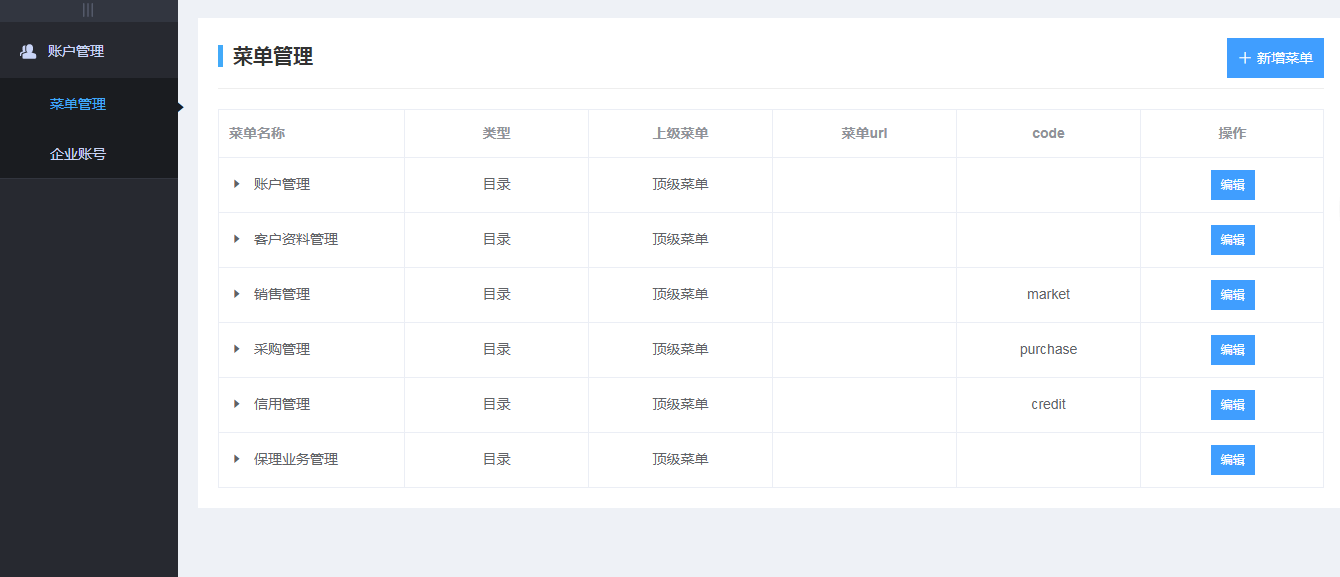 账户管理
菜单管理
企业账号
菜单管理
新增菜单
菜单名称 类型 上级菜单 菜单url code 操作
账户管理 目录 顶级菜单 编辑
客户资料管理 目录 顶级菜单 编辑
销售管理 目录 顶级菜单 market 编辑
采购管理 目录 顶级菜单 purchase 编辑
信用管理 目录 顶级菜单 credit 编辑
保理业务管理 目录 顶级菜单 编辑